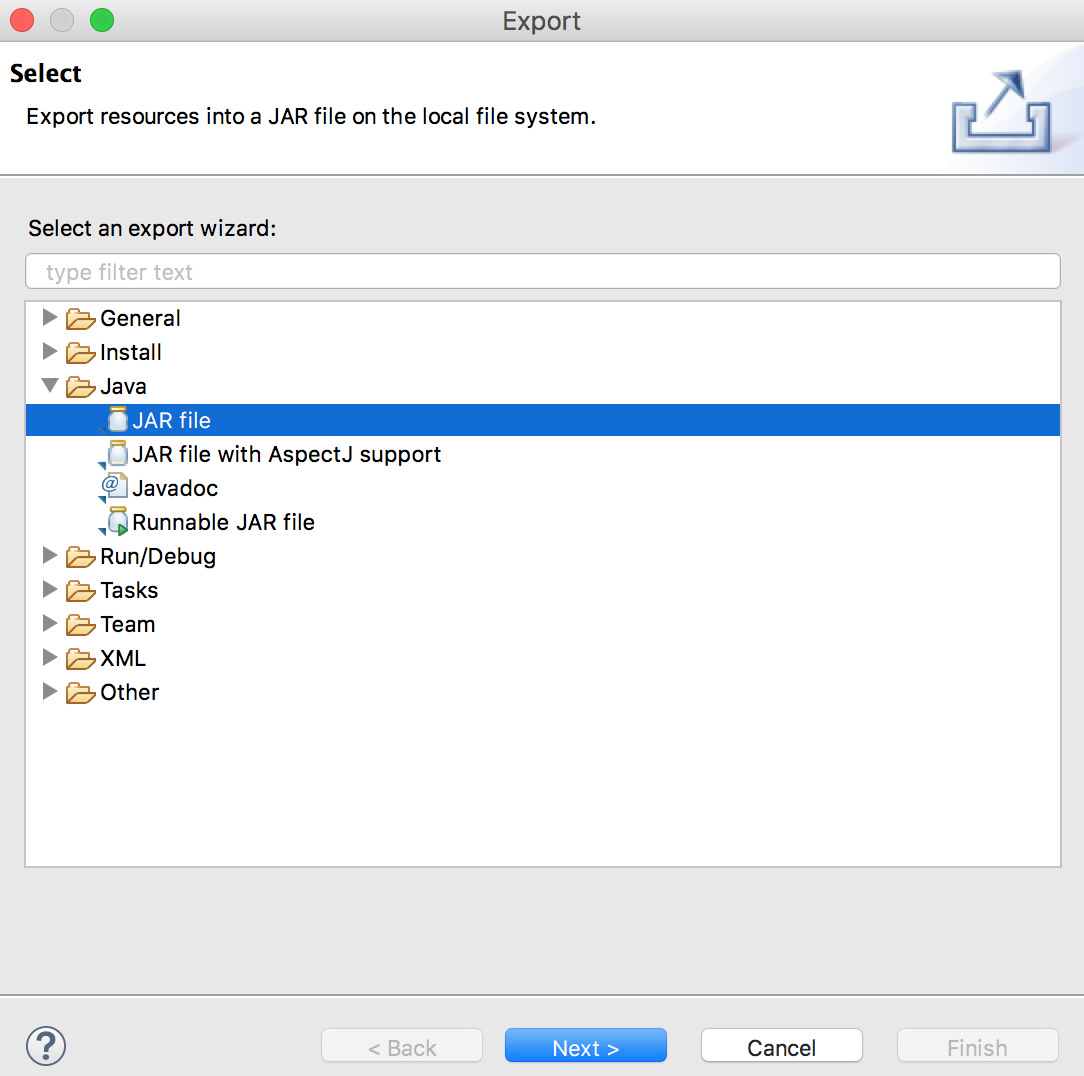 Export
Select
Export resources into a JAR file on the local file system.
Select an export wizard:
type filter text
General
Install
Java
JAR file
JAR file with AspectJ support
@ Javadoc
Runnable JAR file
Run/Debug
Tasks
Team
XML
Other
? < Back Next > Cancel Finish